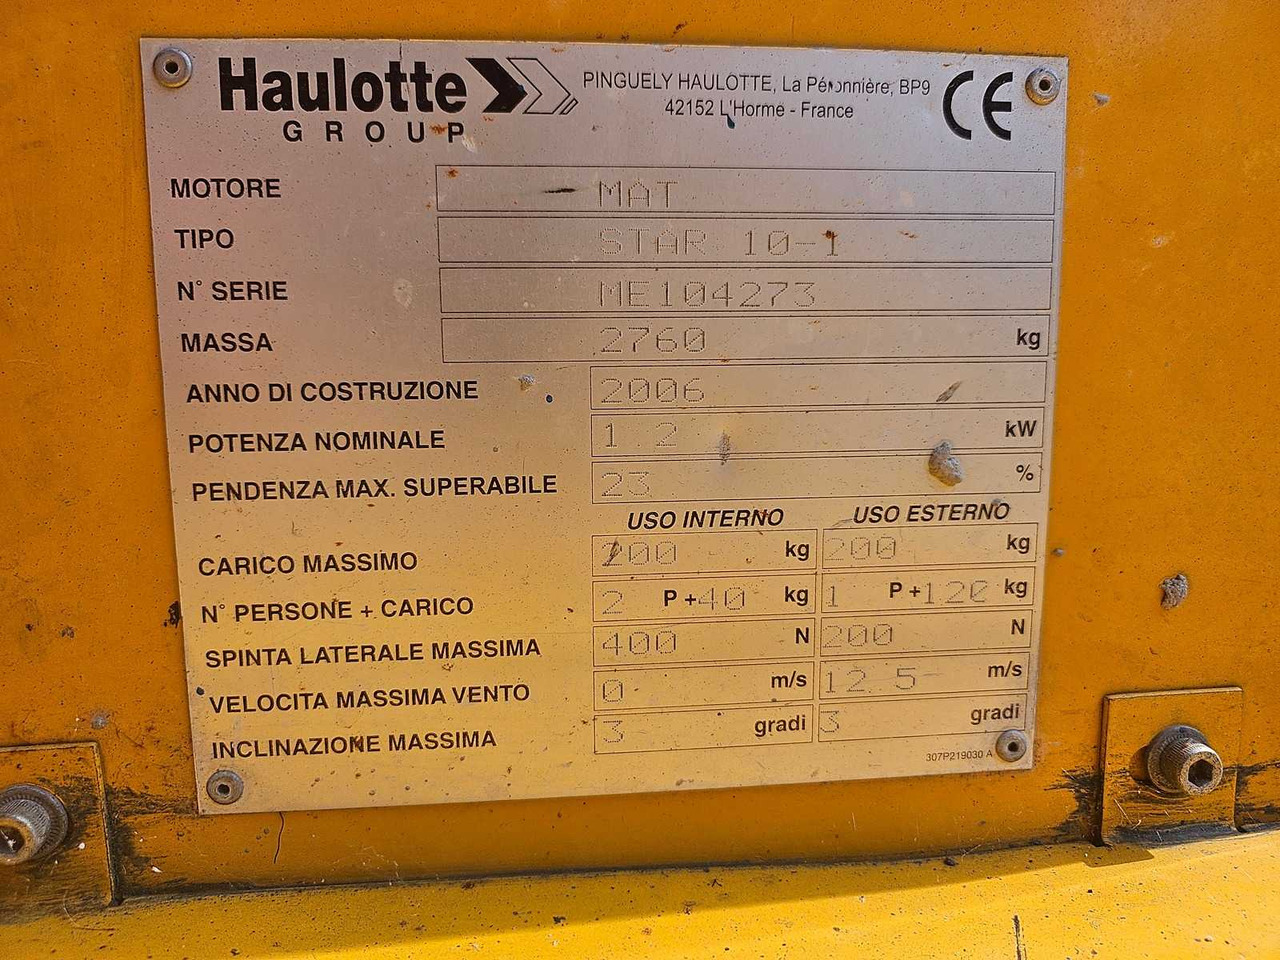 Haulotte
GROUP
PINGUELY HAULOTTE, La Péronnière, BP9
42152 L'Horme - France
CE
MOTORE MAT
TIPO STAR 10-1
N° SERIE ME104273
MASSA 2760 kg
ANNO DI COSTRUZIONE 2006
POTENZA NOMINALE 1 2 kW
PENDENZA MAX. SUPERABILE 23 %
USO INTERNO USO ESTERNO
CARICO MASSIMO 200 kg 200 kg
N° PERSONE + CARICO 2 P+40 kg 1 P+120 kg
SPINTA LATERALE MASSIMA 400 N 200 N
VELOCITA MASSIMA VENTO 0 m/s 12 5 m/s
INCLINAZIONE MASSIMA 3 gradi 3 gradi
307P219030 A